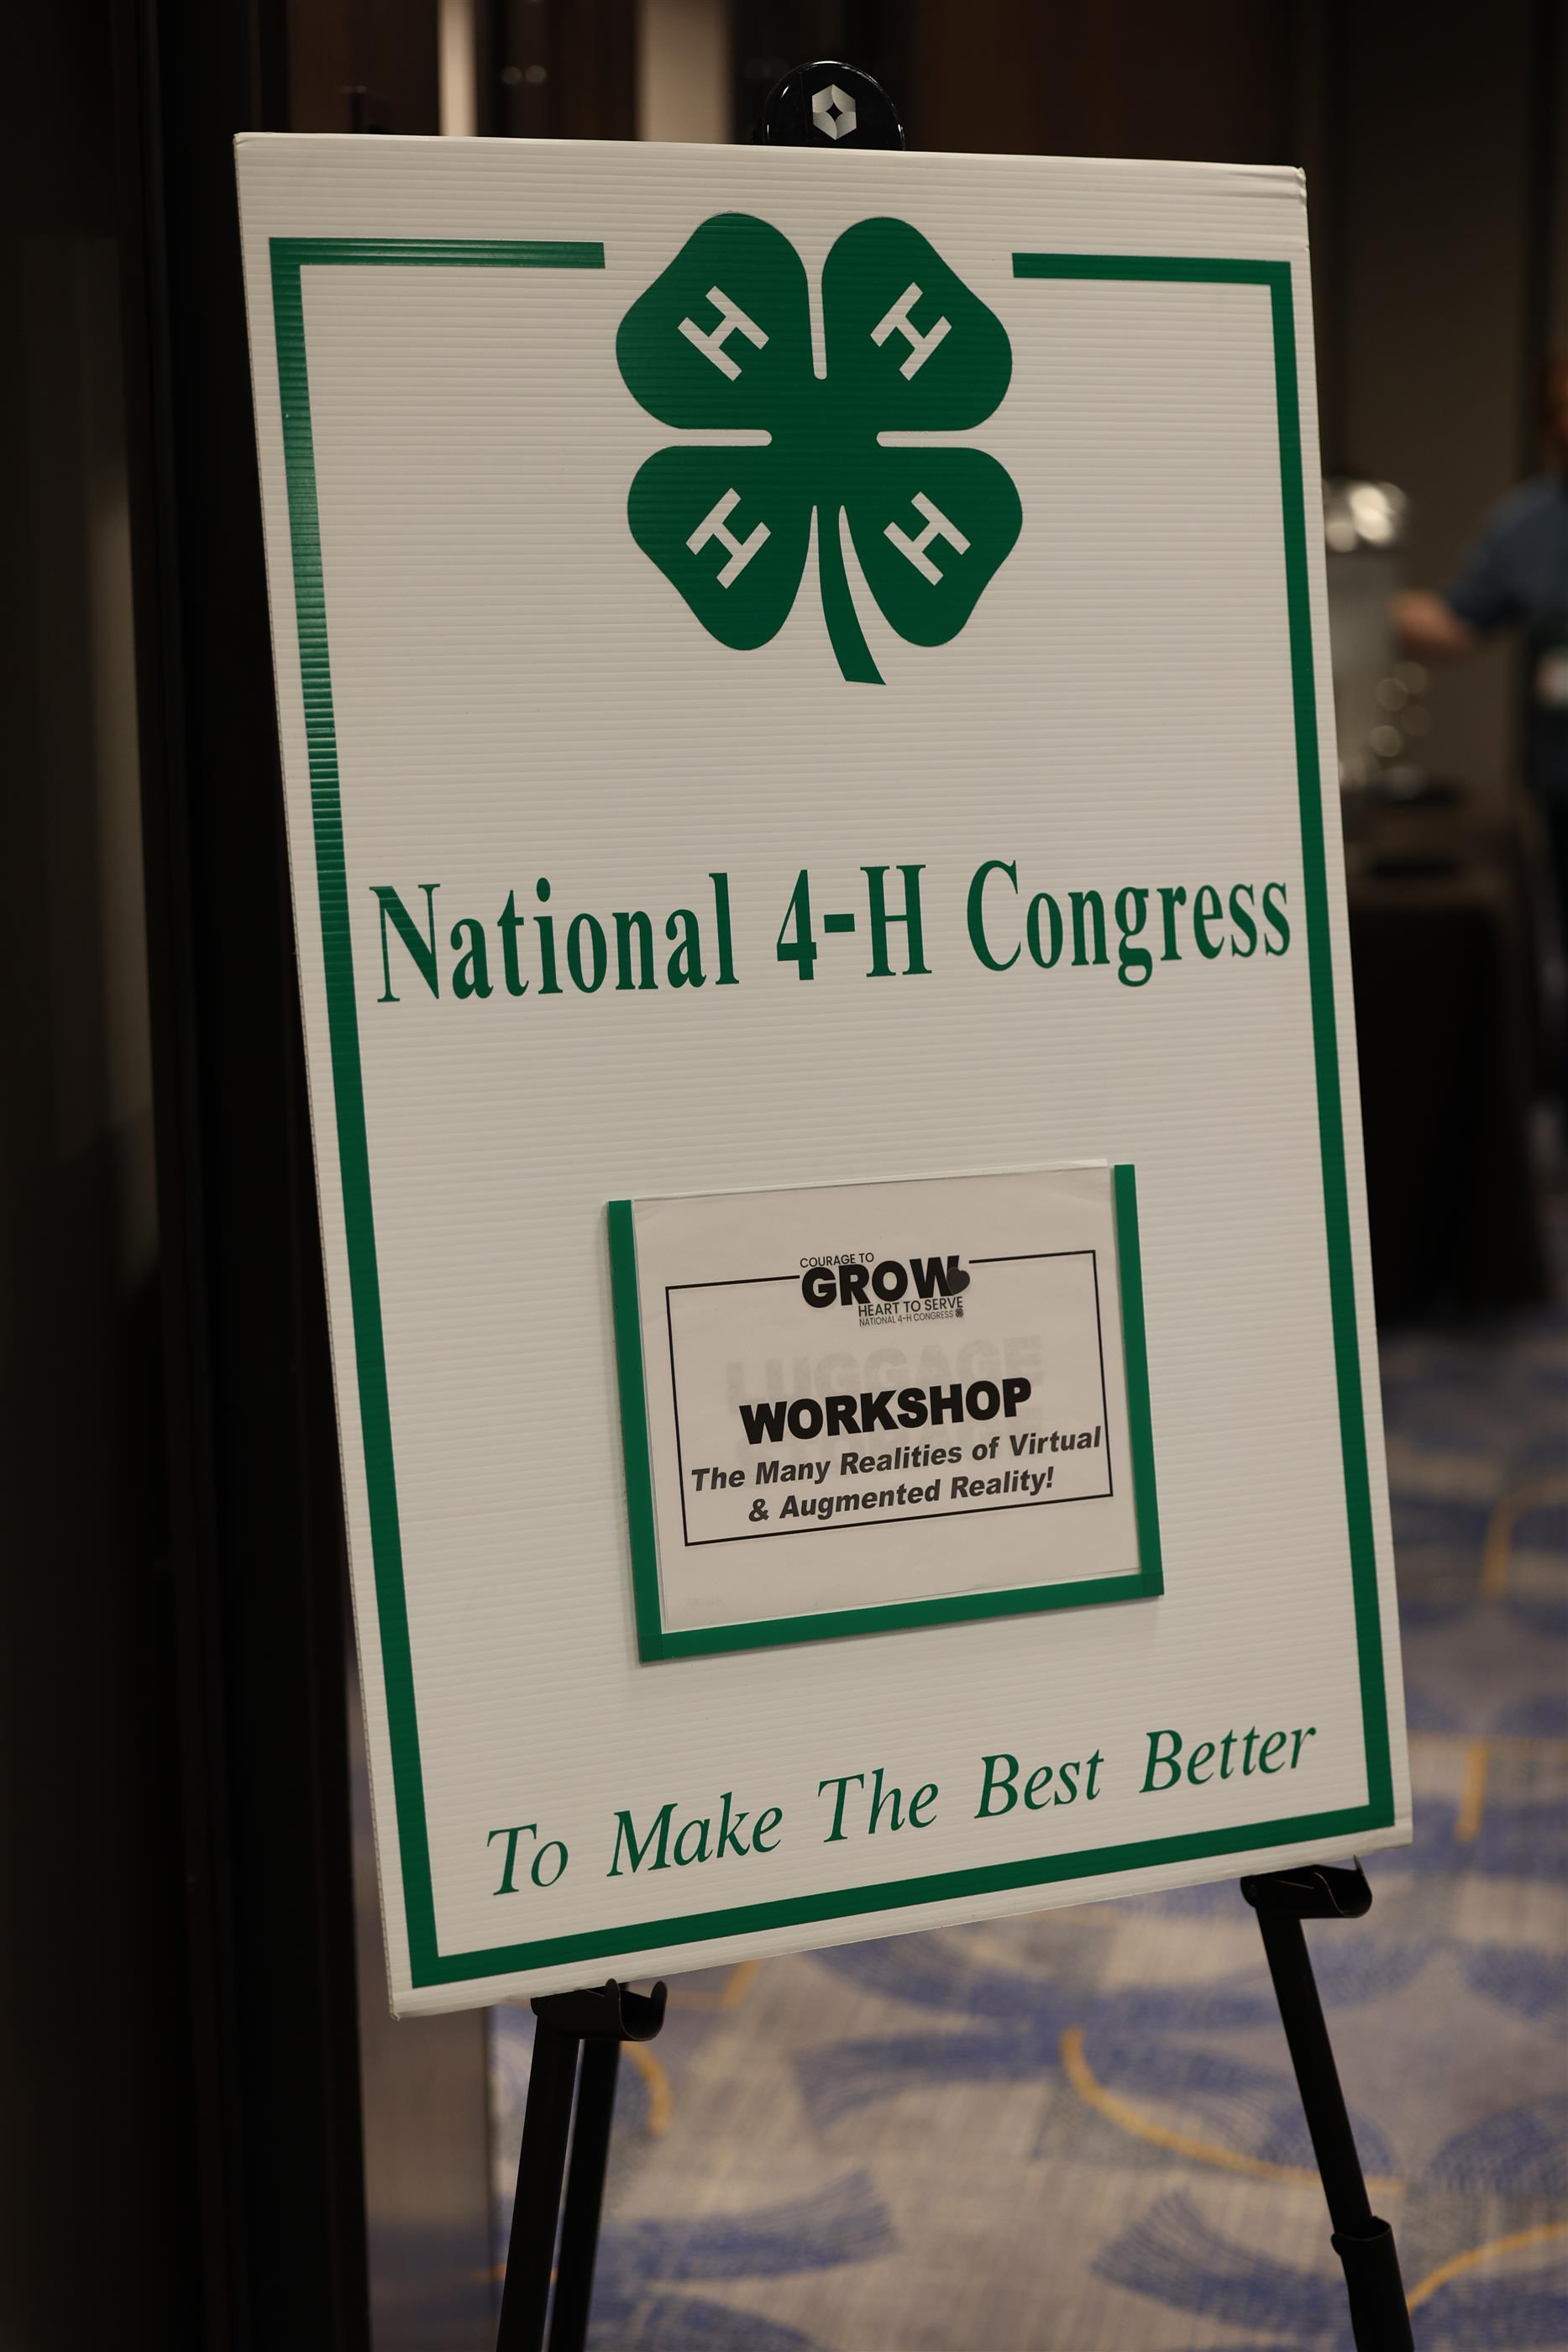 H H
H H
National 4-H Congress
COURAGE TO
GROW
HEART TO SERVE
NATIONAL 4-H CONGRESS
LUGGAGE
WORKSHOP
The Many Realities of Virtual
& Augmented Reality!
To Make The Best Better